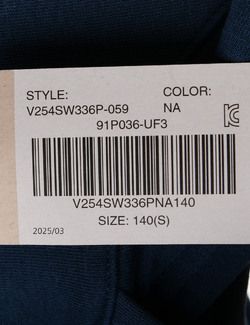 STYLE: COLOR:
V254SW336P-059 NA
91P036-UF3
V254SW336PNA140
SIZE: 140(S)
2025/03